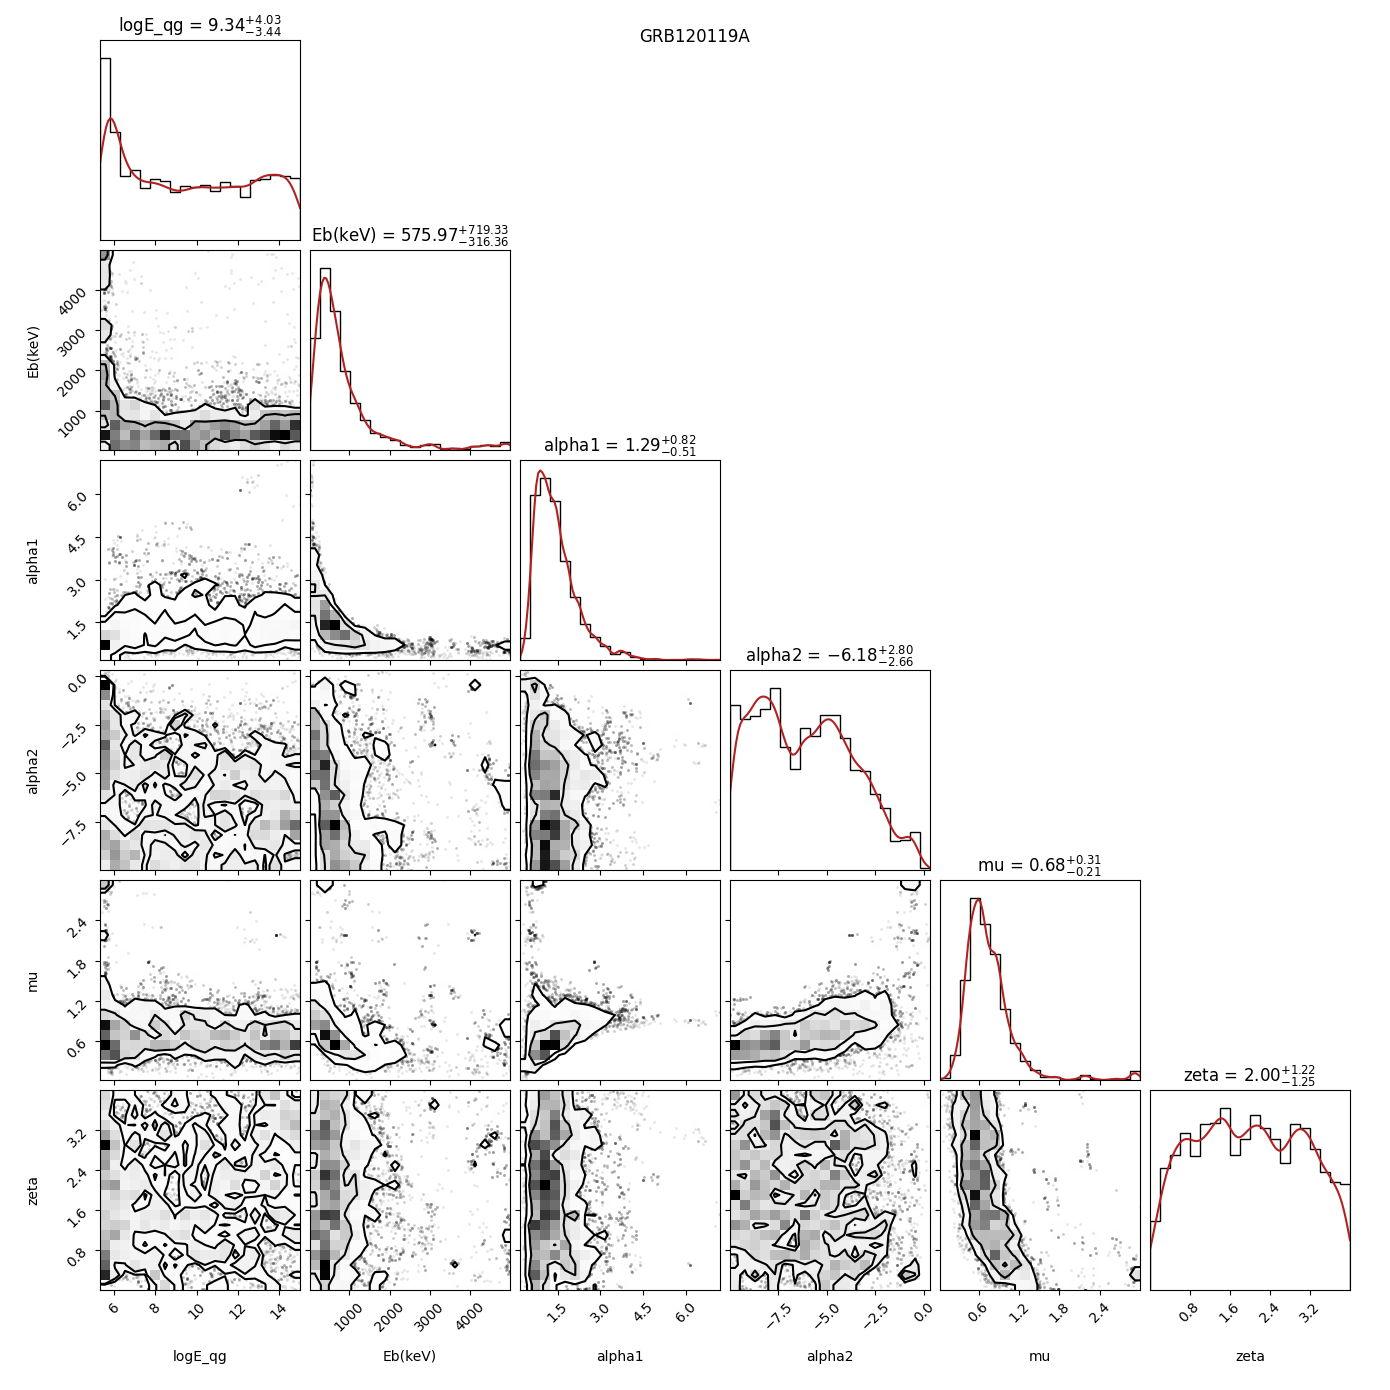 GRB120119A
logE_qg = 9.34+4.03 −3.44
Eb(keV) = 575.97+719.33 −316.36
alpha1 = 1.29+0.82 −0.51
alpha2 = −6.18+2.80 −2.66
mu = 0.68+0.31 −0.21
zeta = 2.00+1.22 −1.25
Eb(keV)
4000
3000
2000
1000
alpha1
6.0
4.5
3.0
1.5
alpha2
0.0
−2.5
−5.0
−7.5
mu
2.4
1.8
1.2
0.6
zeta
3.2
2.4
1.6
0.8
6 8 10 12 14
1000 2000 3000 4000
1.5 3.0 4.5 6.0
−7.5 −5.0 −2.5 0.0
0.6 1.2 1.8 2.4
0.8 1.6 2.4 3.2
logE_qg
Eb(keV)
alpha1
alpha2
mu
zeta